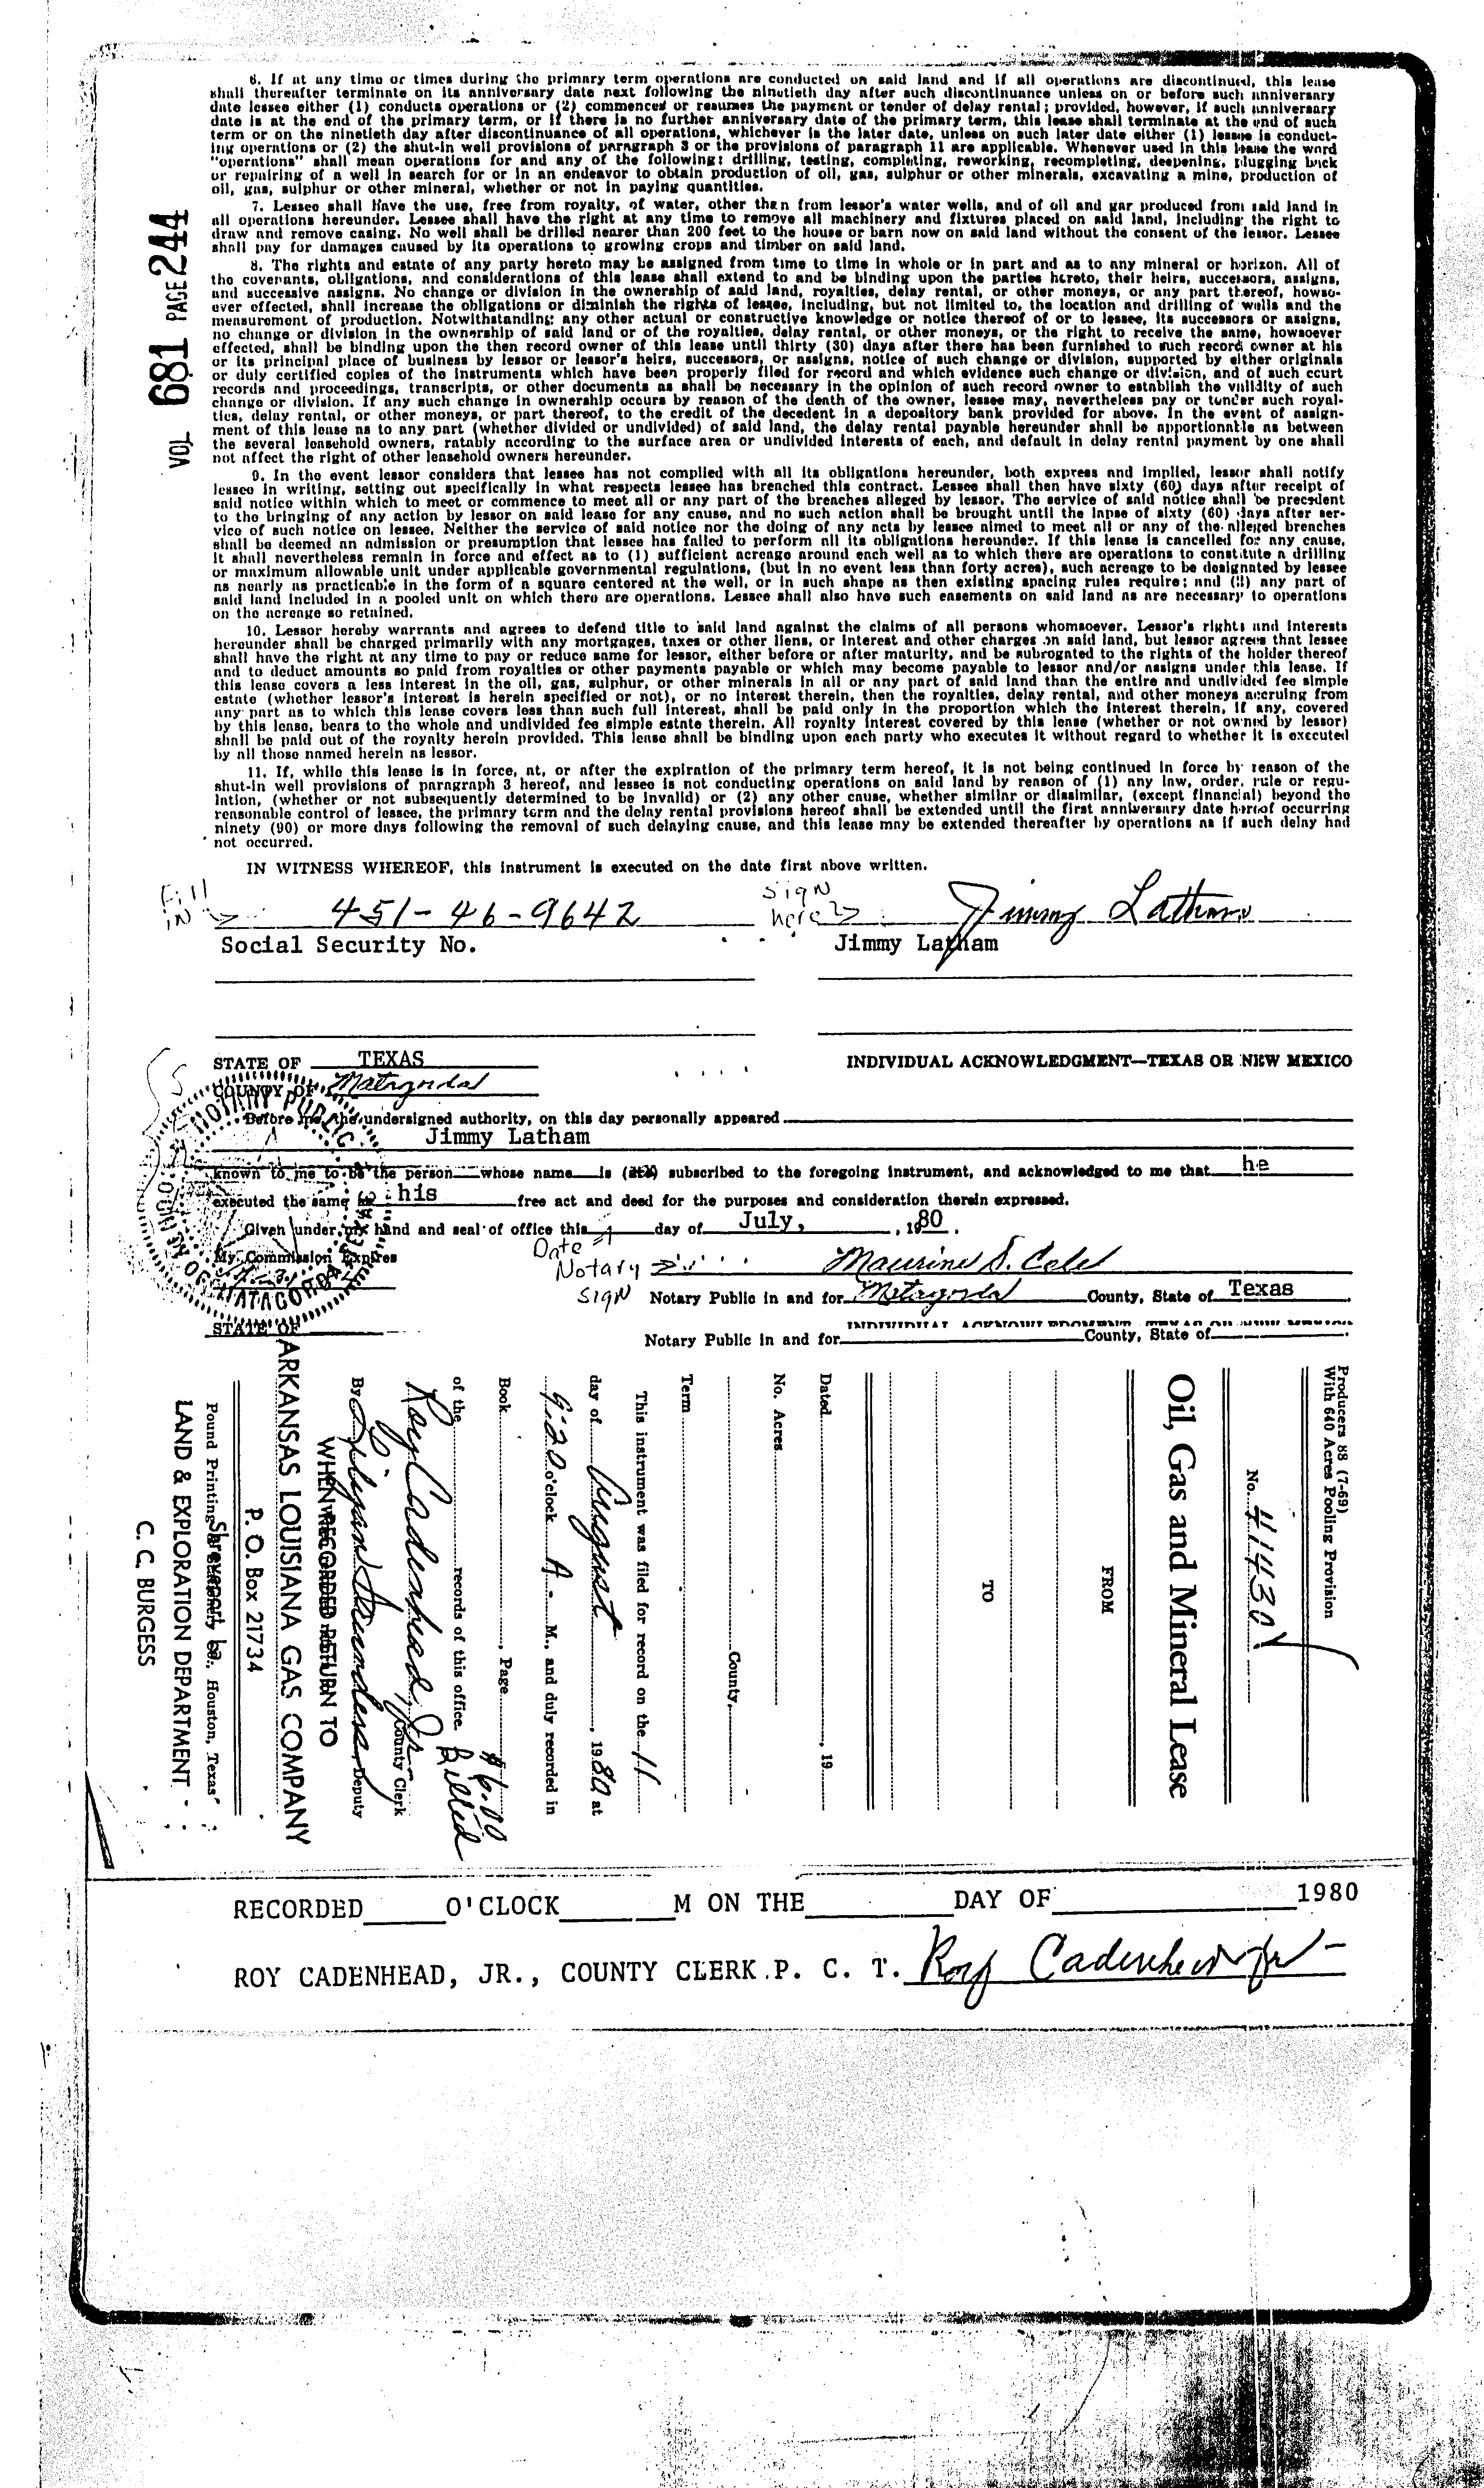 VOL 681 PAGE 244
6. If at any time or times during the primary term operations are conducted on said land and if all operations are discontinued, this lease
shall thereafter terminate on its anniversary date next following the ninetieth day after such discontinuance unless on or before such anniversary
date lessee either (1) conducts operations or (2) commences or resumes the payment or tender of delay rental; provided, however, if such anniversary
date is at the end of the primary term, or if there is no further anniversary date of the primary term, this lease shall terminate at the end of such
term or on the ninetieth day after discontinuance of all operations, whichever is the later date, unless on such later date either (1) lessee is conduct-
ing operations or (2) the shut-in well provisions of paragraph 3 or the provisions of paragraph 11 are applicable. Whenever used in this lease the word
"operations" shall mean operations for and any of the following: drilling, testing, completing, reworking, recompleting, deepening, plugging back
or repairing of a well in search for or in an endeavor to obtain production of oil, gas, sulphur or other minerals, excavating a mine, production of
oil, gas, sulphur or other mineral, whether or not in paying quantities.
7. Lessee shall have the use, free from royalty, of water, other than from lessor's water wells, and of oil and gas produced from said land in
all operations hereunder. Lessee shall have the right at any time to remove all machinery and fixtures placed on said land, including the right to
draw and remove casing. No well shall be drilled nearer than 200 feet to the house or barn now on said land without the consent of the lessor. Lessee
shall pay for damages caused by its operations to growing crops and timber on said land.
8. The rights and estate of any party hereto may be assigned from time to time in whole or in part and as to any mineral or horizon. All of
the covenants, obligations, and considerations of this lease shall extend to and be binding upon the parties hereto, their heirs, successors, assigns,
and successive assigns. No change or division in the ownership of said land, royalties, delay rental, or other moneys, or any part thereof, howso-
ever effected, shall increase the obligations or diminish the rights of lessee, including, but not limited to, the location and drilling of wells and the
measurement of production. Notwithstanding any other actual or constructive knowledge or notice thereof of or to lessee, its successors or assigns,
no change or division in the ownership of said land or of the royalties, delay rental, or other moneys, or the right to receive the same, howsoever
effected, shall be binding upon the then record owner of this lease until thirty (30) days after there has been furnished to such record owner at his
or its principal place of business by lessor or lessor's heirs, successors, or assigns, notice of such change or division, supported by either originals
or duly certified copies of the instruments which have been properly filed for record and which evidence such change or division, and of such court
records and proceedings, transcripts, or other documents as shall be necessary in the opinion of such record owner to establish the validity of such
change or division. If any such change in ownership occurs by reason of the death of the owner, lessee may, nevertheless pay or tender such royal-
ties, delay rental, or other moneys, or part thereof, to the credit of the decedent in a depository bank provided for above. In the event of assign-
ment of this lease as to any part (whether divided or undivided) of said land, the delay rental payable hereunder shall be apportionable as between
the several leasehold owners, ratably according to the surface area or undivided interests of each, and default in delay rental payment by one shall
not affect the right of other leasehold owners hereunder.
9. In the event lessor considers that lessee has not complied with all its obligations hereunder, both express and implied, lessor shall notify
lessee in writing, setting out specifically in what respects lessee has breached this contract. Lessee shall then have sixty (60) days after receipt of
said notice within which to meet or commence to meet all or any part of the breaches alleged by lessor. The service of said notice shall be precedent
to the bringing of any action by lessor on said lease for any cause, and no such action shall be brought until the lapse of sixty (60) days after ser-
vice of such notice on lessee. Neither the service of said notice nor the doing of any acts by lessee aimed to meet all or any of the alleged breaches
shall be deemed an admission or presumption that lessee has failed to perform all its obligations hereunder. If this lease is cancelled for any cause,
it shall nevertheless remain in force and effect as to (1) sufficient acreage around each well as to which there are operations to constitute a drilling
or maximum allowable unit under applicable governmental regulations, (but in no event less than forty acres), such acreage to be designated by lessee
as nearly as practicable in the form of a square centered at the well, or in such shape as then existing spacing rules require; and (2) any part of
said land included in a pooled unit on which there are operations. Lessee shall also have such easements on said land as are necessary to operations
on the acreage so retained.
10. Lessor hereby warrants and agrees to defend title to said land against the claims of all persons whomsoever. Lessor's rights and interests
hereunder shall be charged primarily with any mortgages, taxes or other liens, or interest and other charges on said land, but lessor agrees that lessee
shall have the right at any time to pay or reduce same for lessor, either before or after maturity, and be subrogated to the rights of the holder thereof
and to deduct amounts so paid from royalties or other payments payable or which may become payable to lessor and/or assigns under this lease. If
this lease covers a less interest in the oil, gas, sulphur, or other minerals in all or any part of said land than the entire and undivided fee simple
estate (whether lessor's interest is herein specified or not), or no interest therein, then the royalties, delay rental, and other moneys accruing from
any part as to which this lease covers less than such full interest, shall be paid only in the proportion which the interest therein, if any, covered
by this lease, bears to the whole and undivided fee simple estate therein. All royalty interest covered by this lease (whether or not owned by lessor)
shall be paid out of the royalty herein provided. This lease shall be binding upon each party who executes it without regard to whether it is executed
by all those named herein as lessor.
11. If, while this lease is in force, at, or after the expiration of the primary term hereof, it is not being continued in force by reason of the
shut-in well provisions of paragraph 3 hereof, and lessee is not conducting operations on said land by reason of (1) any law, order, rule or regu-
lation, (whether or not subsequently determined to be invalid) or (2) any other cause, whether similar or dissimilar, (except financial) beyond the
reasonable control of lessee, the primary term and the delay rental provisions hereof shall be extended until the first anniversary date hereof occurring
ninety (90) or more days following the removal of such delaying cause, and this lease may be extended thereafter by operations as if such delay had
not occurred.
IN WITNESS WHEREOF, this instrument is executed on the date first above written.
Fill in 451-46-9642 sign here Jimmy Latham
Social Security No. Jimmy Latham
STATE OF TEXAS INDIVIDUAL ACKNOWLEDGMENT—TEXAS OR NEW MEXICO
COUNTY OF Matagorda
Before me, the undersigned authority, on this day personally appeared
Jimmy Latham
known to me to be the person whose name is (are) subscribed to the foregoing instrument, and acknowledged to me that he
executed the same as his free act and deed for the purposes and consideration therein expressed.
Given under my hand and seal of office this 1 day of July, , 1980.
My Commission Expires
Date
Notary sign Maurine S.
Notary Public in and for Matagorda County, State of Texas
NOTARY PUBLIC
COUNTY OF MATAGORDA
STATE OF INDIVIDUAL ACKNOWLEDGMENT
Notary Public in and for County, State of
Producers 88 (7-69)
With 640 Acres Pooling Provision
No. 411430
Oil, Gas and Mineral Lease
FROM
TO
Dated , 19
No. Acres
County,
Term
This instrument was filed for record on the 11
day of August , 1980 at
9:20 o'clock A. M., and duly recorded in
Book , Page $6.00
of the records of this office. Billed
Roy Cadenhead, Jr. County Clerk
By Deputy
WHEN RECORDED RETURN TO
ARKANSAS LOUISIANA GAS COMPANY
P. O. Box 21734
Shreveport, La.
Pound Printing Houston, Texas
LAND & EXPLORATION DEPARTMENT
C. C. BURGESS
RECORDED O'CLOCK M ON THE DAY OF 1980
ROY CADENHEAD, JR., COUNTY CLERK P. C. T. Roy Cadenhead Jr